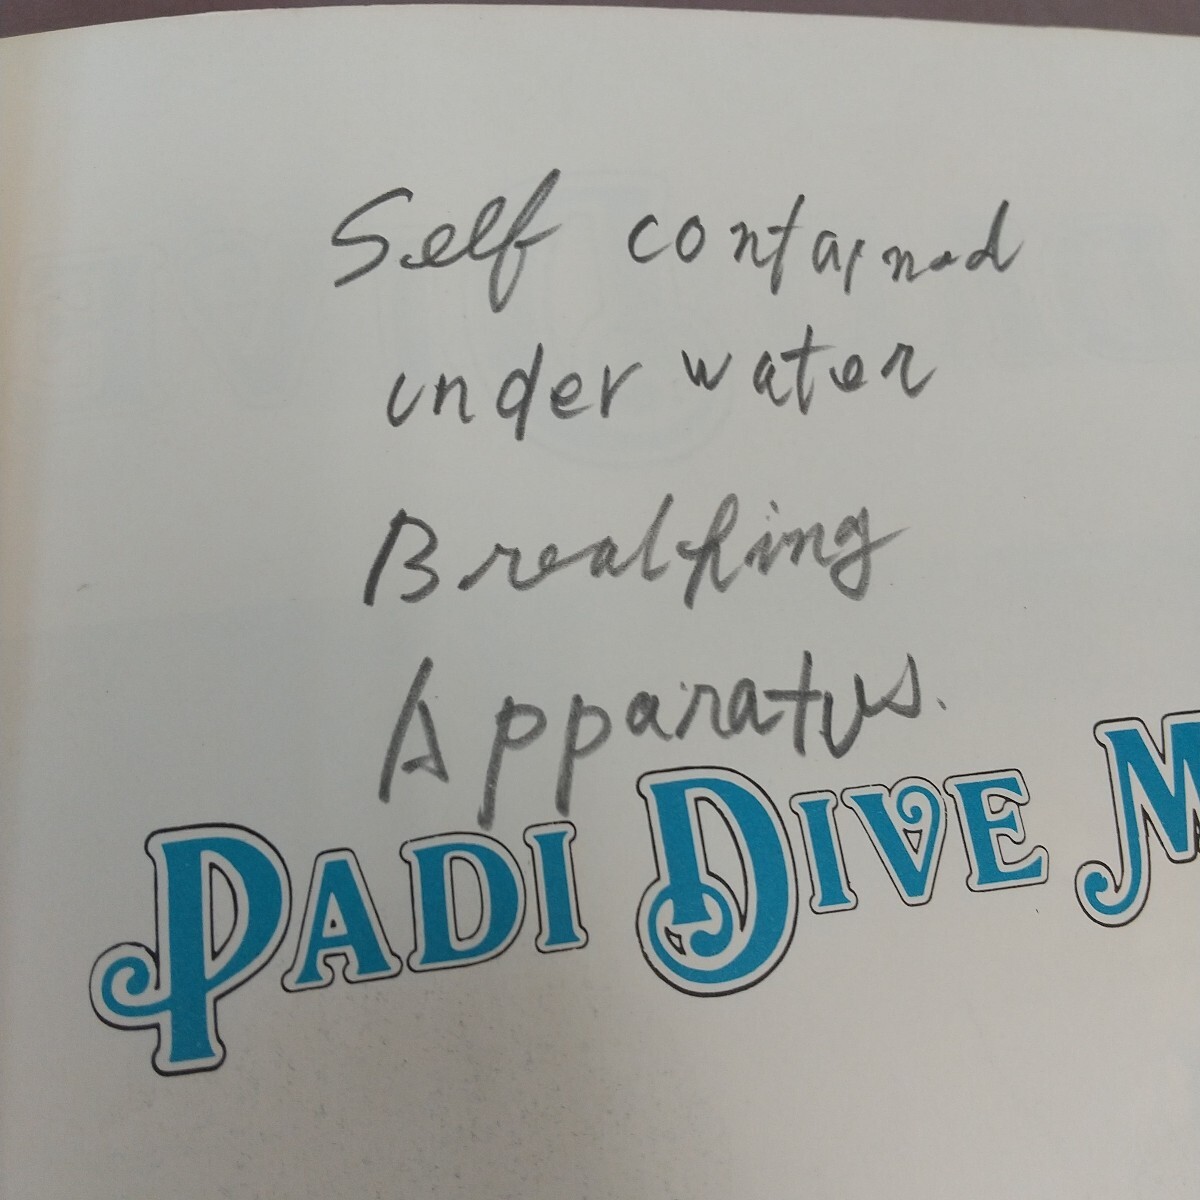 Self contained
under water
Breathing
Apparatus.
PADI DIVE M